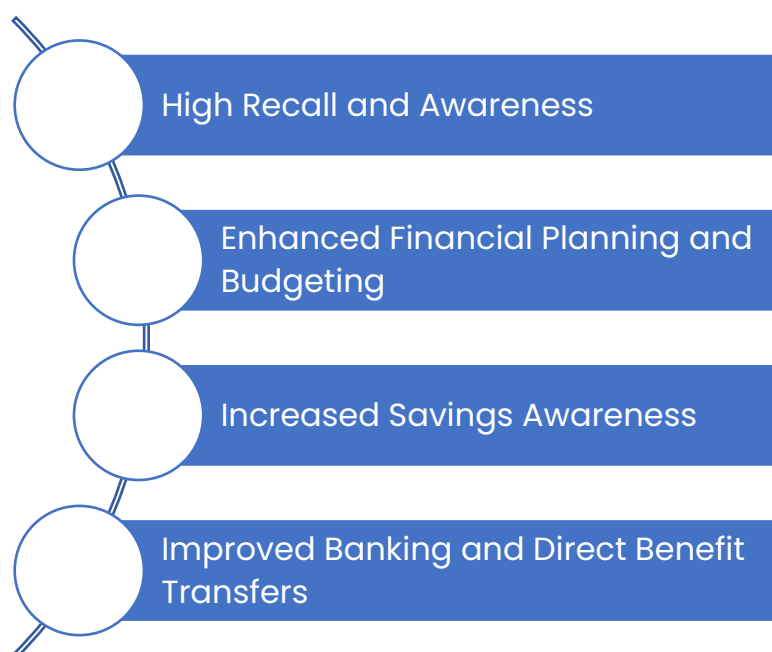 High Recall and Awareness
Enhanced Financial Planning and
Budgeting
Increased Savings Awareness
Improved Banking and Direct Benefit
Transfers